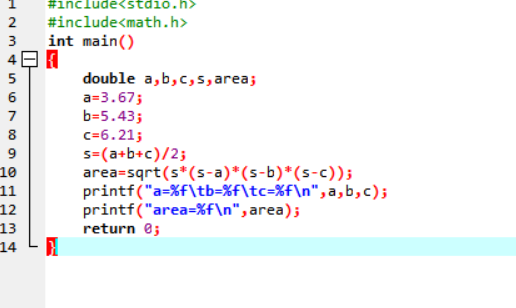 1 #include<stdio.h>
2 #include<math.h>
3 int main()
4 {
5 double a,b,c,s,area;
6 a=3.67;
7 b=5.43;
8 c=6.21;
9 s=(a+b+c)/2;
10 area=sqrt(s*(s-a)*(s-b)*(s-c));
11 printf("a=%f\tb=%f\tc=%f\n",a,b,c);
12 printf("area=%f\n",area);
13 return 0;
14 }